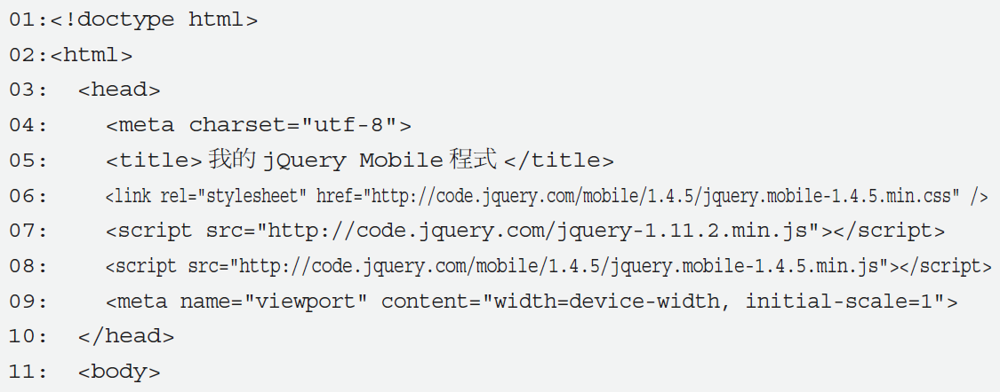 01:<!doctype html>
02:<html>
03:  <head>
04:    <meta charset="utf-8">
05:    <title>我的 jQuery Mobile 程式 </title>
06:    <link rel="stylesheet" href="http://code.jquery.com/mobile/1.4.5/jquery.mobile-1.4.5.min.css" />
07:    <script src="http://code.jquery.com/jquery-1.11.2.min.js"></script>
08:    <script src="http://code.jquery.com/mobile/1.4.5/jquery.mobile-1.4.5.min.js"></script>
09:    <meta name="viewport" content="width=device-width, initial-scale=1">
10:  </head>
11:  <body>